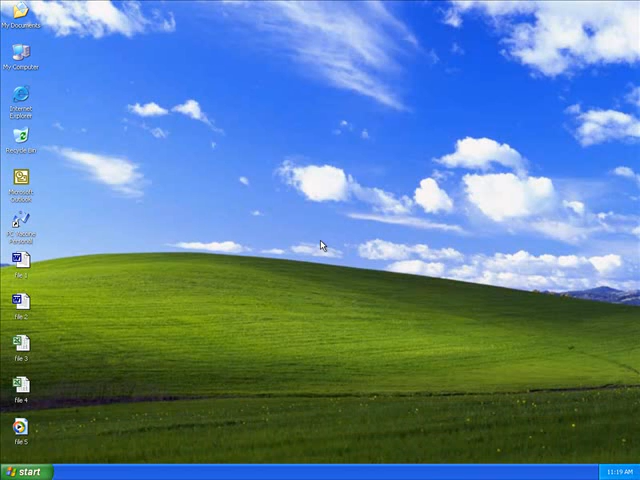 My Documents
My Computer
Internet
Explorer
Recycle Bin
Microsoft
Outlook
PC Vaccine
Personal
file 1
file 2
file 3
file 4
file 5
start
11:19 AM